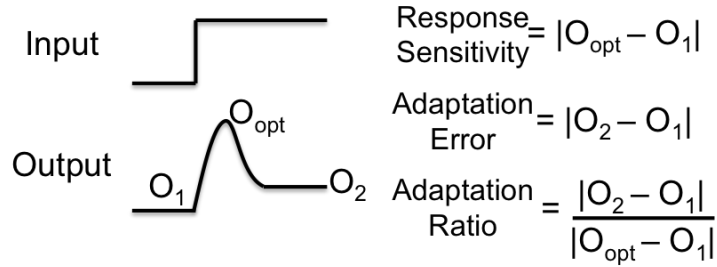 Input
Output
O₁
Oopt
O₂
Response
Sensitivity = |Oopt – O₁|
Adaptation
Error = |O₂ – O₁|
Adaptation
Ratio = |O₂ – O₁|
|Oopt – O₁|